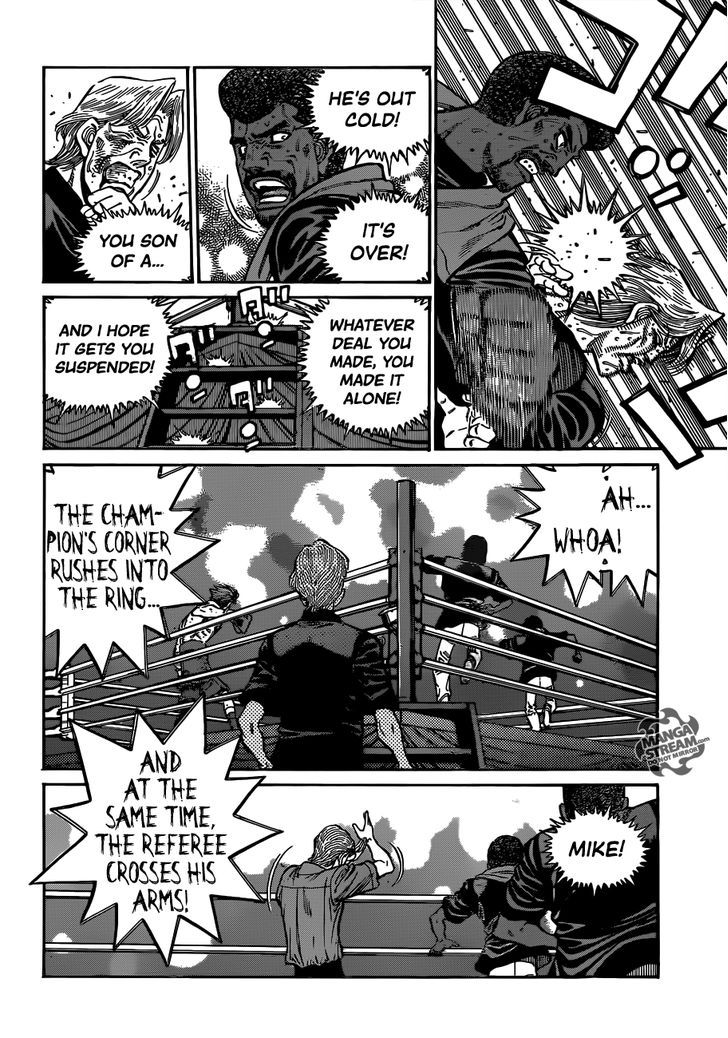 HE'S OUT
COLD!
IT'S
OVER!
YOU SON
OF A...
WHATEVER
DEAL YOU
MADE, YOU
MADE IT
ALONE!
AND I HOPE
IT GETS YOU
SUSPENDED!
AH...
WHOA!
THE CHAM-
PION'S CORNER
RUSHES INTO
THE RING...
MANGA
STREAM.com
DO NOT MIRROR
AND
AT THE
SAME TIME,
THE REFEREE
CROSSES HIS
ARMS!
MIKE!